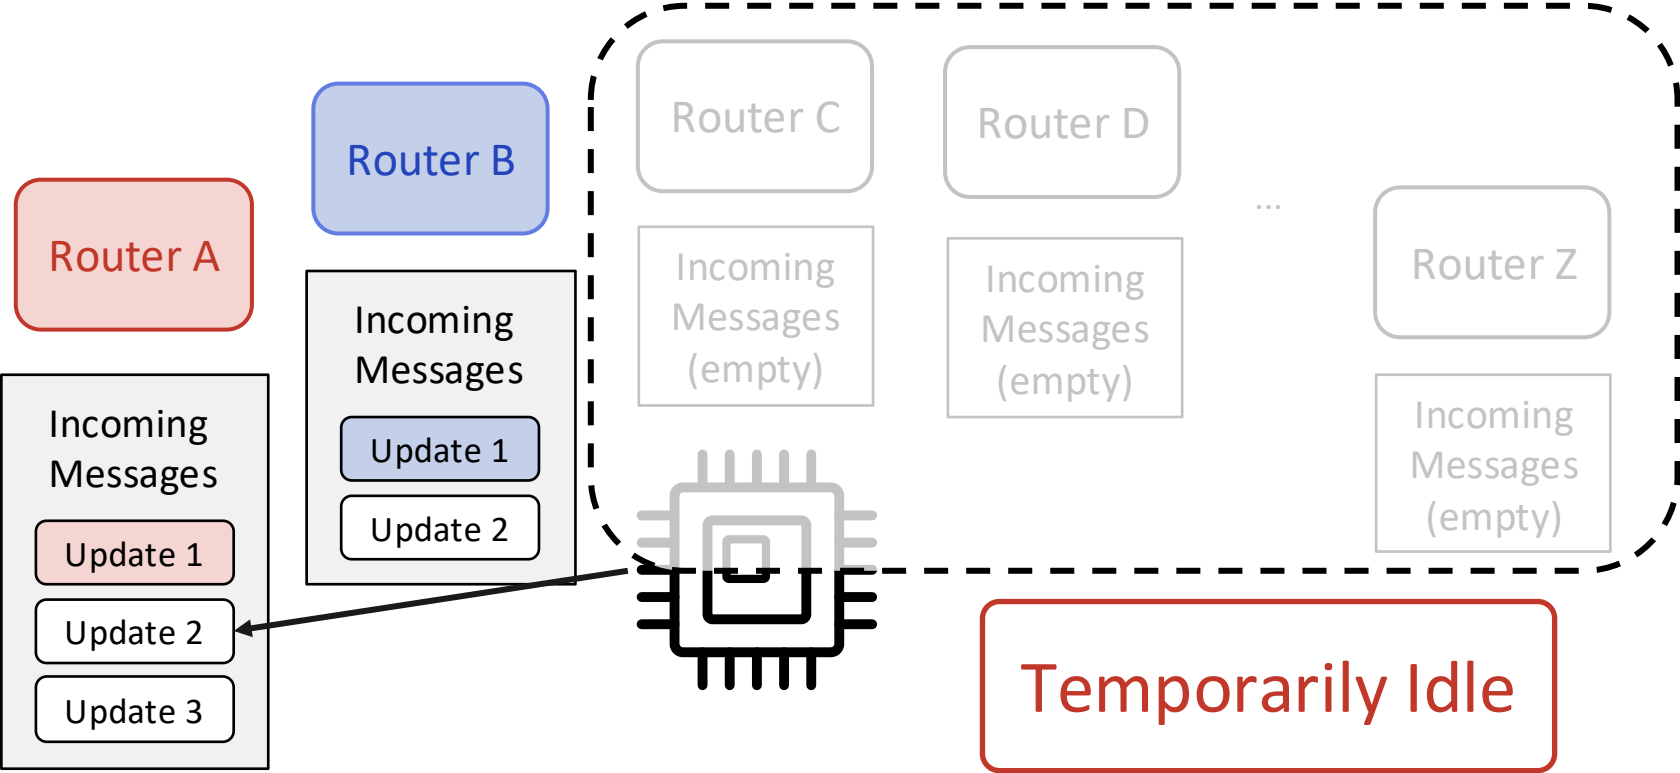 Router A
Incoming
Messages
Update 1
Update 2
Update 3
Router B
Incoming
Messages
Update 1
Update 2
Router C
Incoming
Messages
(empty)
Router D
Incoming
Messages
(empty)
...
Router Z
Incoming
Messages
(empty)
Temporarily Idle